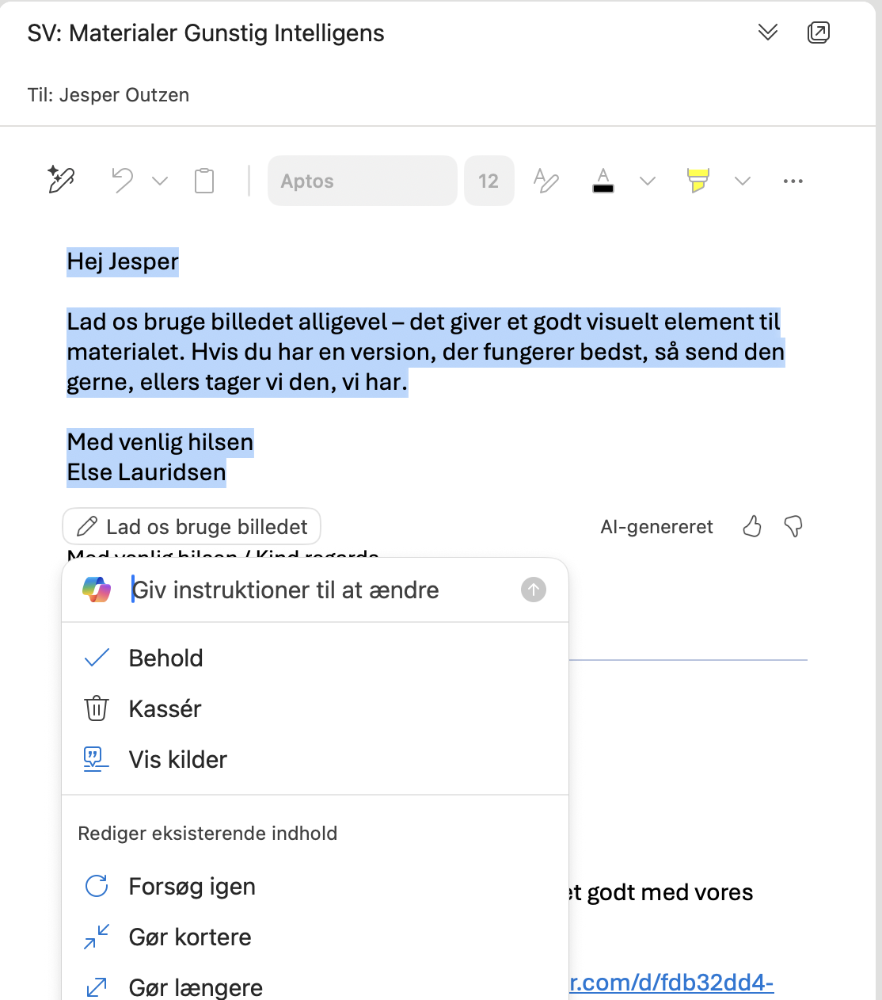 SV: Materialer Gunstig Intelligens
Til: Jesper Outzen
Aptos
12
A
Hej Jesper
Lad os bruge billedet alligevel – det giver et godt visuelt element til
materialet. Hvis du har en version, der fungerer bedst, så send den
gerne, ellers tager vi den, vi har.
Med venlig hilsen
Else Lauridsen
Lad os bruge billedet
AI-genereret
Med venlig hilsen / Kind regards
Giv instruktioner til at ændre
Behold
Kassér
Vis kilder
Rediger eksisterende indhold
Forsøg igen
et godt med vores
Gør kortere
r.com/d/fdb32dd4-
Gør længere